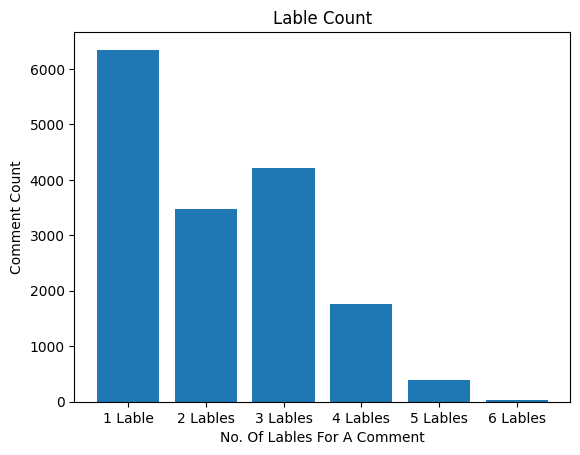 Lable Count
Comment Count
6000
5000
4000
3000
2000
1000
0
1 Lable 2 Lables 3 Lables 4 Lables 5 Lables 6 Lables
No. Of Lables For A Comment